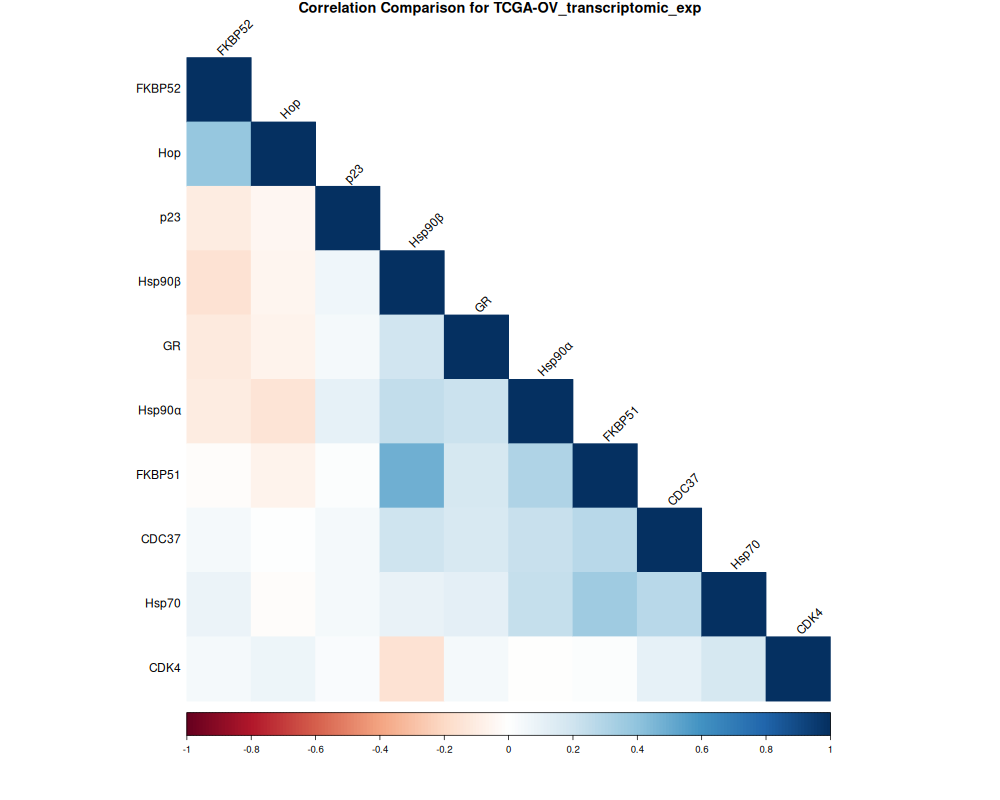 Correlation Comparison for TCGA-OV_transcriptomic_exp
FKBP52
FKBP52
Hop
Hop
p23
p23
Hsp90β
Hsp90β
GR
GR
Hsp90α
Hsp90α
FKBP51
FKBP51
CDC37
CDC37
Hsp70
Hsp70
CDK4
CDK4
-1 -0.8 -0.6 -0.4 -0.2 0 0.2 0.4 0.6 0.8 1